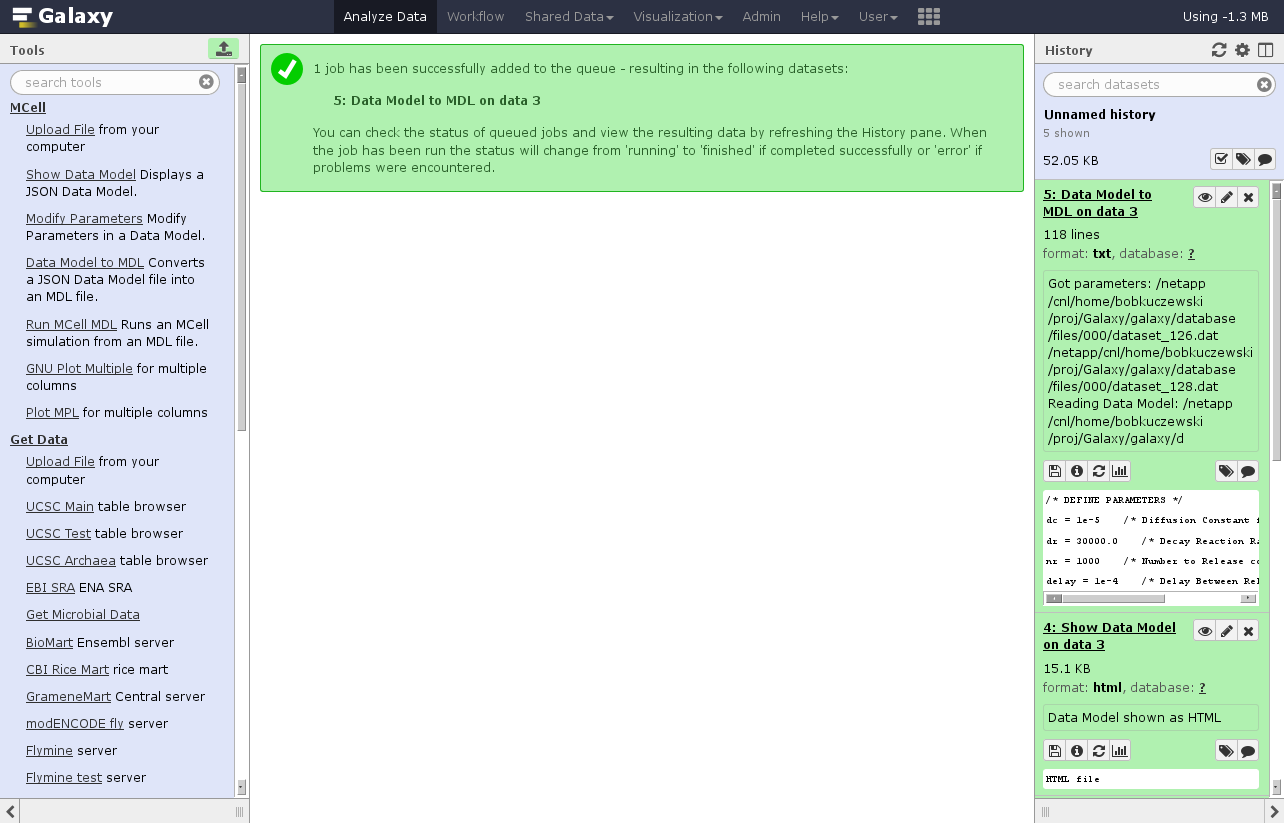 Galaxy
Analyze Data
Workflow
Shared Data
Visualization
Admin
Help
User
Using -1.3 MB
Tools
search tools
MCell
Upload File from your
computer
Show Data Model Displays a
JSON Data Model.
Modify Parameters Modify
Parameters in a Data Model.
Data Model to MDL Converts
a JSON Data Model file into
an MDL file.
Run MCell MDL Runs an MCell
simulation from an MDL file.
GNU Plot Multiple for multiple
columns
Plot MPL for multiple columns
Get Data
Upload File from your
computer
UCSC Main table browser
UCSC Test table browser
UCSC Archaea table browser
EBI SRA ENA SRA
Get Microbial Data
BioMart Ensembl server
CBI Rice Mart rice mart
GrameneMart Central server
modENCODE fly server
Flymine server
Flymine test server
1 job has been successfully added to the queue - resulting in the following datasets:
5: Data Model to MDL on data 3
You can check the status of queued jobs and view the resulting data by refreshing the History pane. When
the job has been run the status will change from 'running' to 'finished' if completed successfully or 'error' if
problems were encountered.
History
search datasets
Unnamed history
5 shown
52.05 KB
5: Data Model to
MDL on data 3
118 lines
format: txt, database: ?
Got parameters: /netapp
/cnl/home/bobkuczewski
/proj/Galaxy/galaxy/database
/files/000/dataset_126.dat
/netapp/cnl/home/bobkuczewski
/proj/Galaxy/galaxy/database
/files/000/dataset_128.dat
Reading Data Model: /netapp
/cnl/home/bobkuczewski
/proj/Galaxy/galaxy/d
/* DEFINE PARAMETERS */
dc = 1e-5 /* Diffusion Constant
dr = 30000.0 /* Decay Reaction Ra
nr = 1000 /* Number to Release co
delay = 1e-4 /* Delay Between Rel
4: Show Data Model
on data 3
15.1 KB
format: html, database: ?
Data Model shown as HTML
HTML file